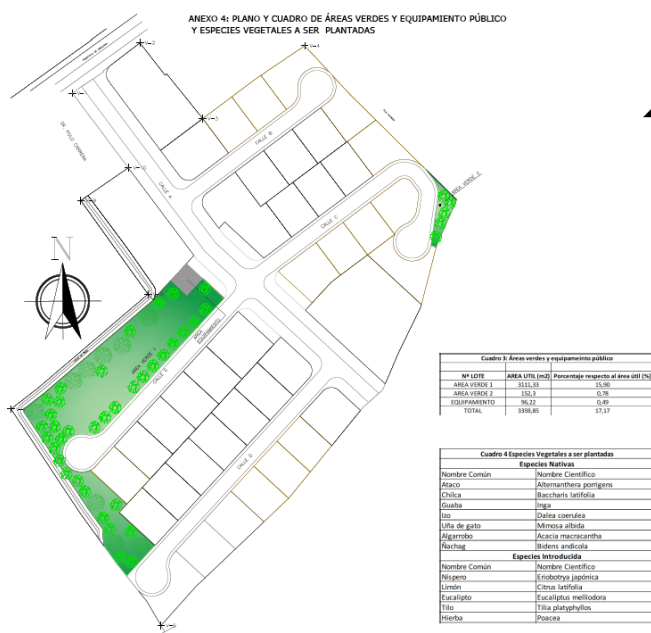 ANEXO 4: PLANO Y CUADRO DE ÁREAS VERDES Y EQUIPAMIENTO PÚBLICO
Y ESPECIES VEGETALES A SER PLANTADAS
V-2
V-4
V-3
V-10
CALLE A
CALLE B
CALLE C
AREA VERDE 2
N
AREA VERDE 1
CALLE E
AREA
EQUIPAMIENTO
CALLE D
Cuadro 3: Áreas verdes y equipameinto público
Nº LOTE AREA UTIL (m2) Porcentaje respecto al área útil (%)
AREA VERDE 1 3111,33 15,90
AREA VERDE 2 152,3 0,78
EQUIPAMIENTO 96,22 0,49
TOTAL 3359,85 17,17
Cuadro 4 Especies Vegetales a ser plantadas
Especies Nativas
Nombre Común Nombre Científico
Ataco Alternanthera porrigens
Chilca Baccharis latifolia
Guaba Inga
Izo Dalea coerulea
Uña de gato Mimosa albida
Algarrobo Acacia macracantha
Ñachag Bidens andicola
Especies Introducida
Nombre Común Nombre Científico
Níspero Eriobotrya japónica
Limón Citrus latifolia
Eucalipto Eucaliptus melliodora
Tilo Tilia platyphyllos
Hierba Poacea